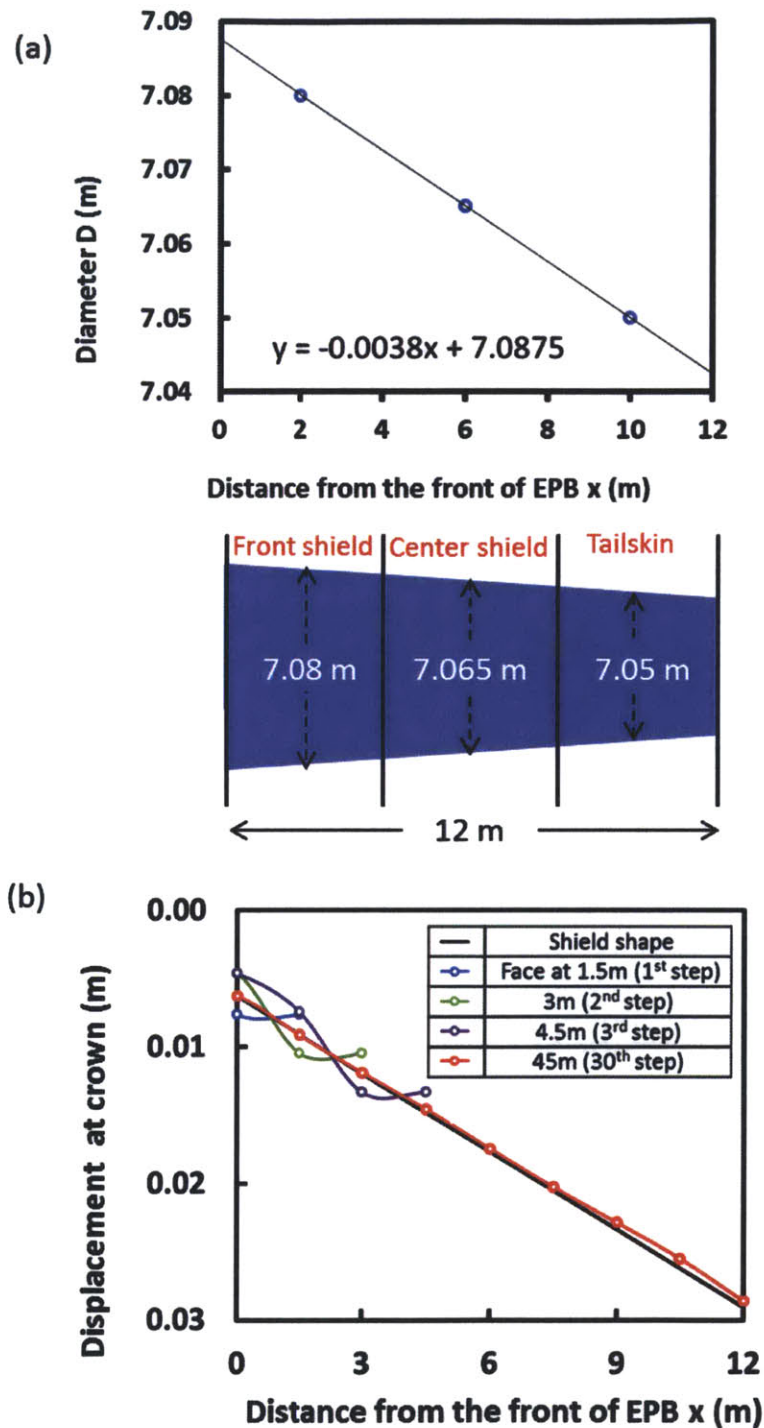 (a)
Diameter D (m)
7.09
7.08
7.07
7.06
7.05
7.04
y = -0.0038x + 7.0875
0 2 4 6 8 10 12
Distance from the front of EPB x (m)
Front shield Center shield Tailskin
7.08 m 7.065 m 7.05 m
12 m
(b)
Displacement at crown (m)
0.00
0.01
0.02
0.03
Shield shape
Face at 1.5m (1st step)
3m (2nd step)
4.5m (3rd step)
45m (30th step)
0 3 6 9 12
Distance from the front of EPB x (m)